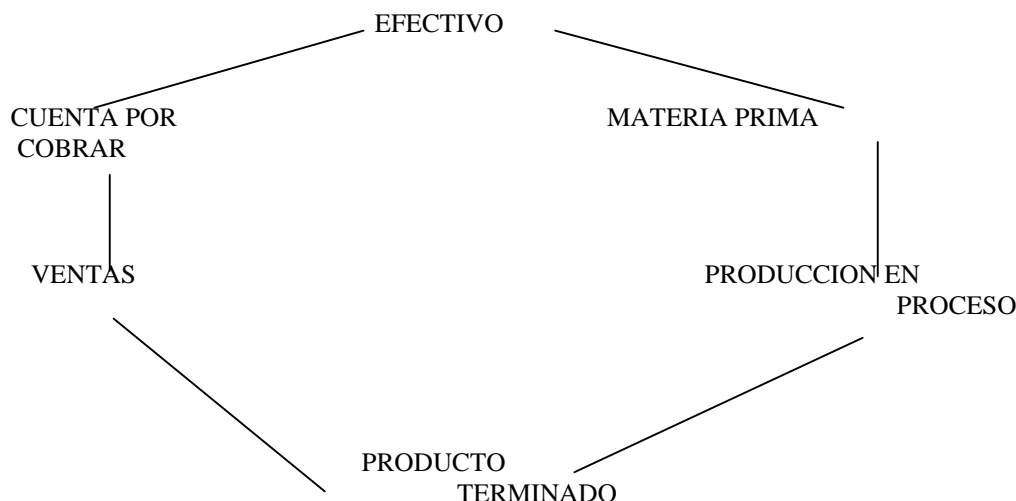 EFECTIVO
CUENTA POR
COBRAR
MATERIA PRIMA
VENTAS
PRODUCCION EN
PROCESO
PRODUCTO
TERMINADO